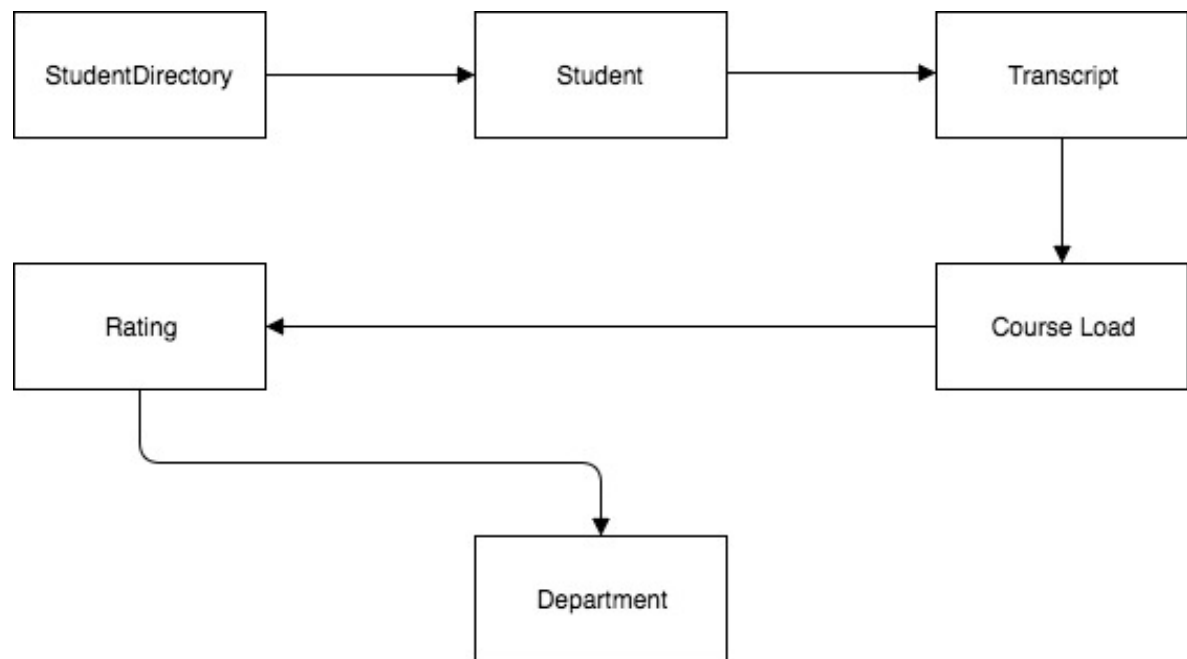 StudentDirectory
Student
Transcript
Rating
Course Load
Department